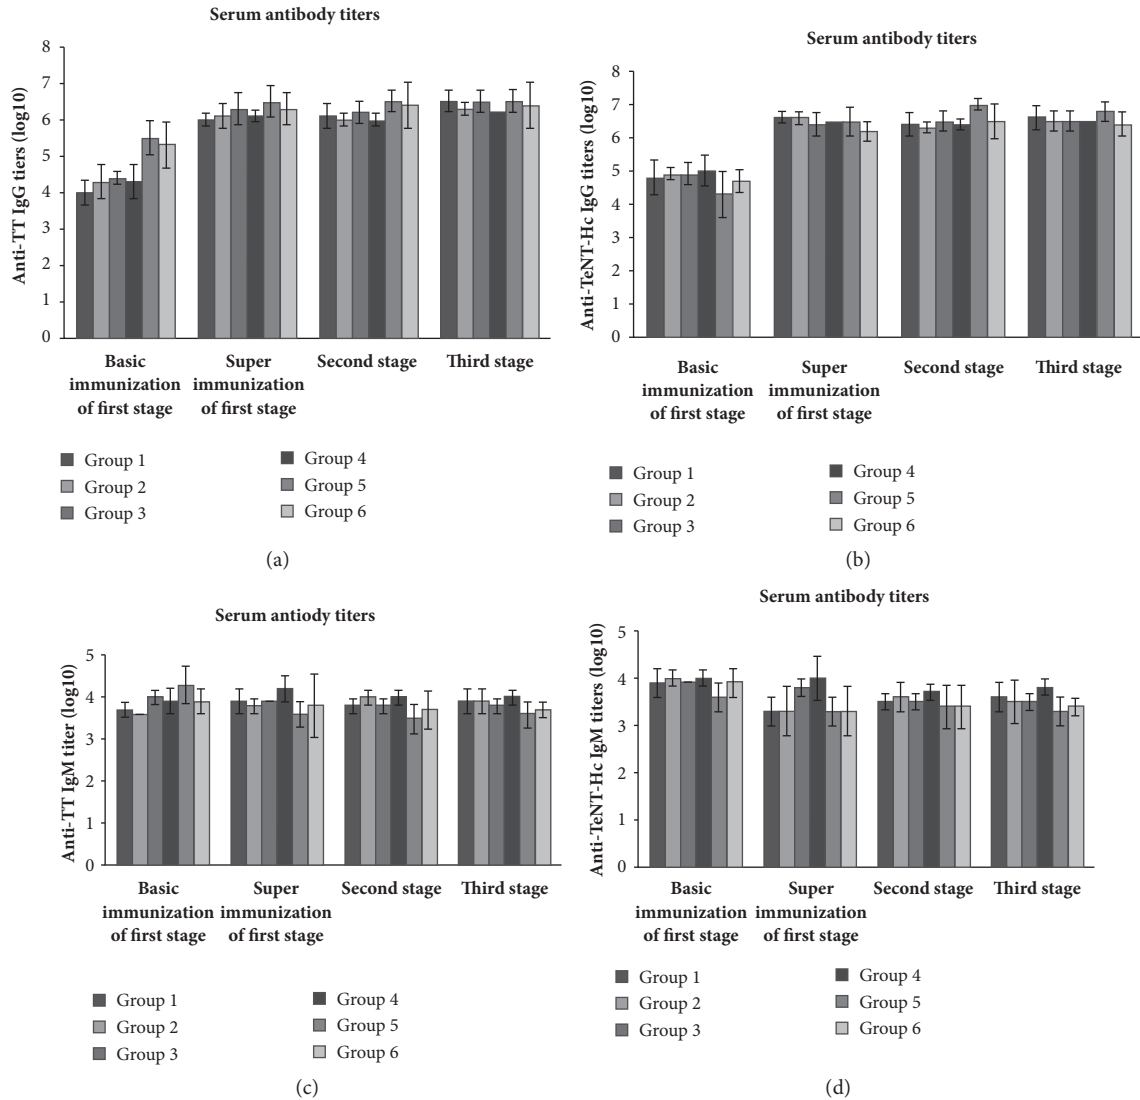 Serum antibody titers
Anti-TT IgG tiers (log10)
8
7
6
5
4
3
2
1
0
Basic
immunization
of first stage
Super
immunization
of first stage
Second stage
Third stage
Group 1
Group 2
Group 3
Group 4
Group 5
Group 6
(a)
Serum antibody titers
Anti-TeNT-Hc IgG titers (log10)
8
7
6
5
4
3
2
1
0
Basic
immunization
of first stage
Super
immunization
of first stage
Second stage
Third stage
Group 1
Group 2
Group 3
Group 4
Group 5
Group 6
(b)
Serum antiody titers
Anti-TT IgM titer (log10)
5
4
3
2
1
0
Basic
immunization
of first stage
Super
immunization
of first stage
Second stage
Third stage
Group 1
Group 2
Group 3
Group 4
Group 5
Group 6
(c)
Serum antibody titers
Anti-TeNT-Hc IgM titers (log10)
5
4
3
2
1
0
Basic
immunization
of first stage
Super
immunization
of first stage
Second stage
Third stage
Group 1
Group 2
Group 3
Group 4
Group 5
Group 6
(d)